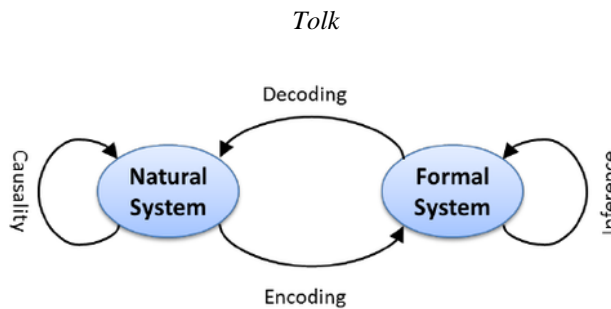 Tolk
Decoding
Causality
Natural
System
Formal
System
Inference
Encoding